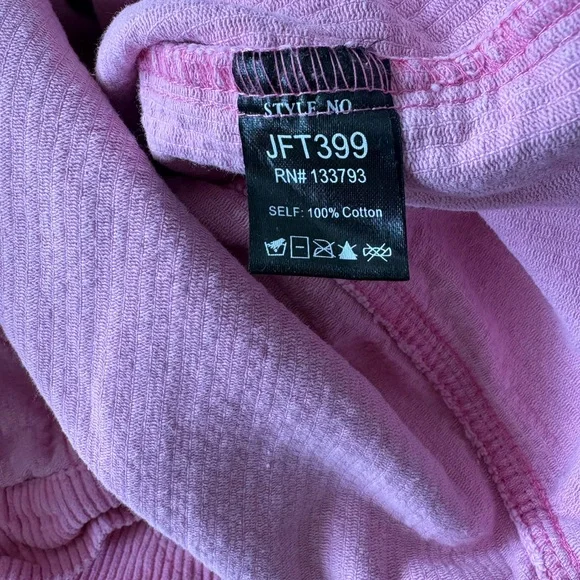 STYLE NO.
JFT399
RN# 133793
SELF: 100% Cotton